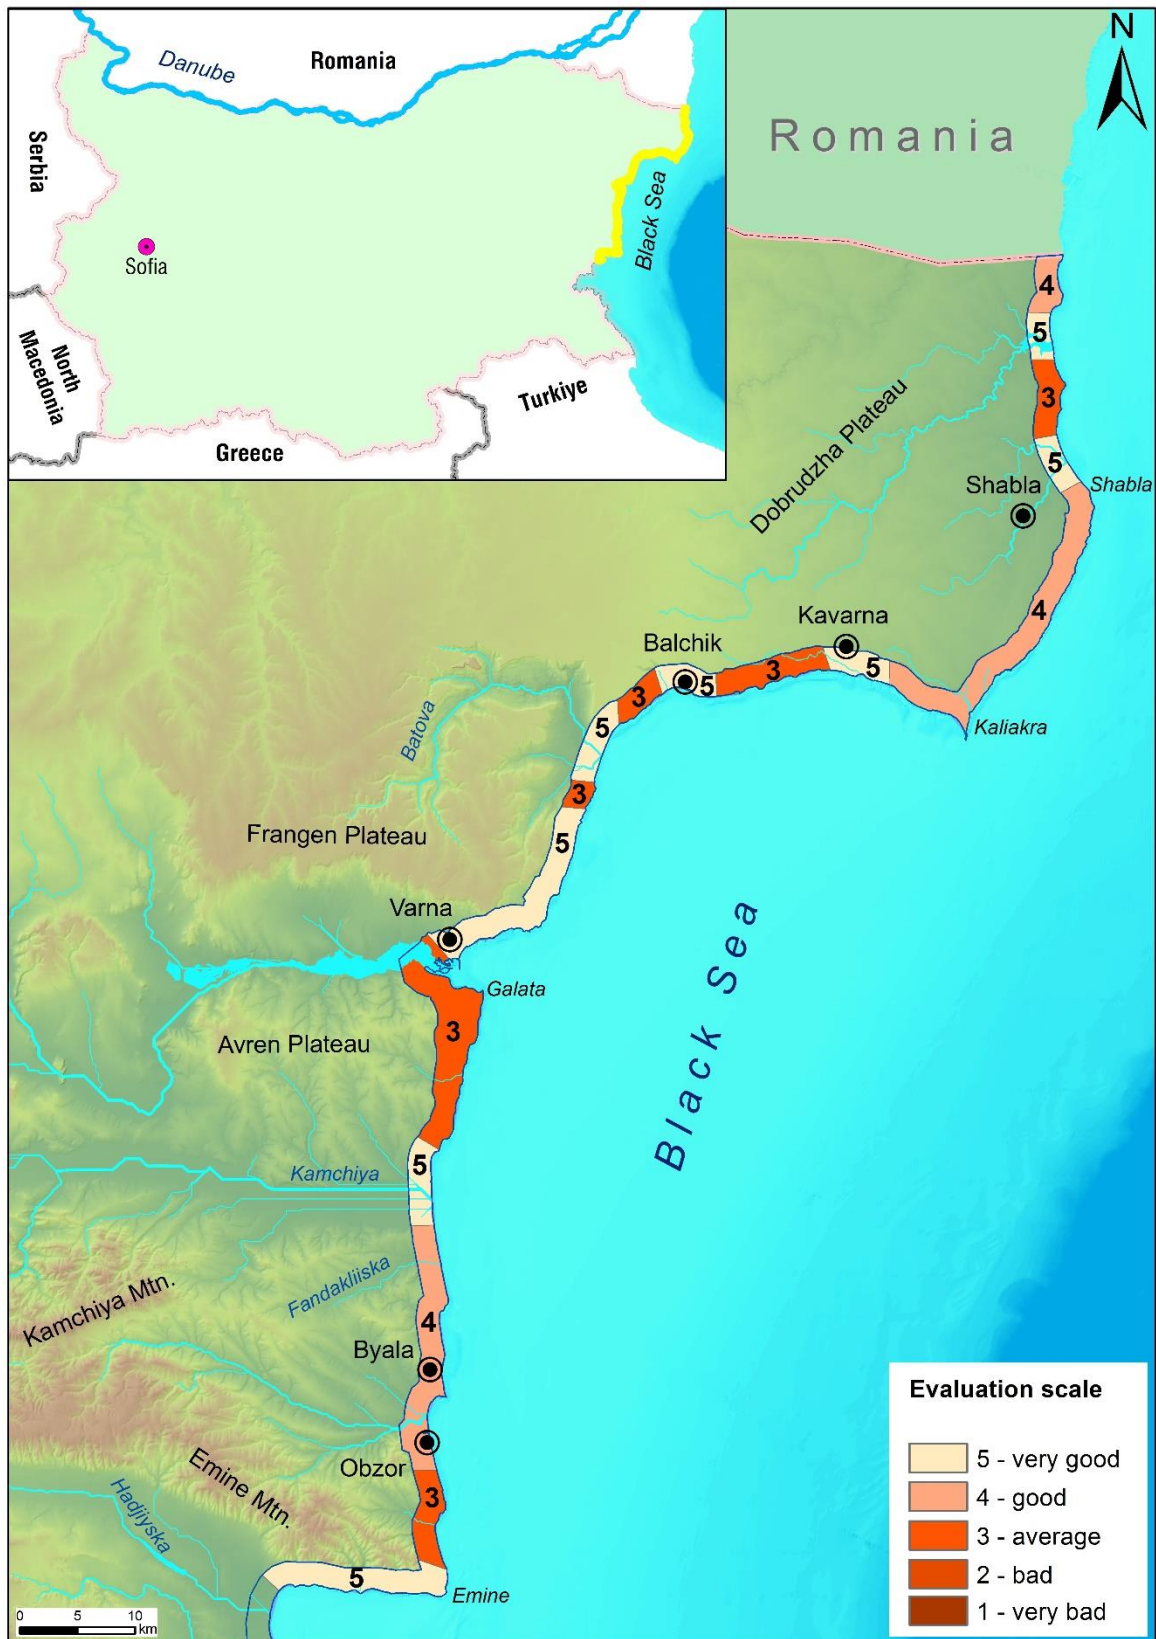 Danube
Romania
Serbia
Sofia
Black Sea
North
Macedonia
Greece
Turkiye
N
Romania
4
5
3
5
Shabla
Shabla
Dobrudzha Plateau
4
Kavarna
Balchik
5
3
5
3
Kaliakra
5
Batova
3
Frangen Plateau
5
Varna
Galata
3
Avren Plateau
Black Sea
5
Kamchiya
Fandakliiska
Kamchiya Mtn.
4
Byala
Obzor
Emine Mtn.
3
Hadjiyska
5
Emine
Evaluation scale
5 - very good
4 - good
3 - average
2 - bad
1 - very bad
0 5 10
km